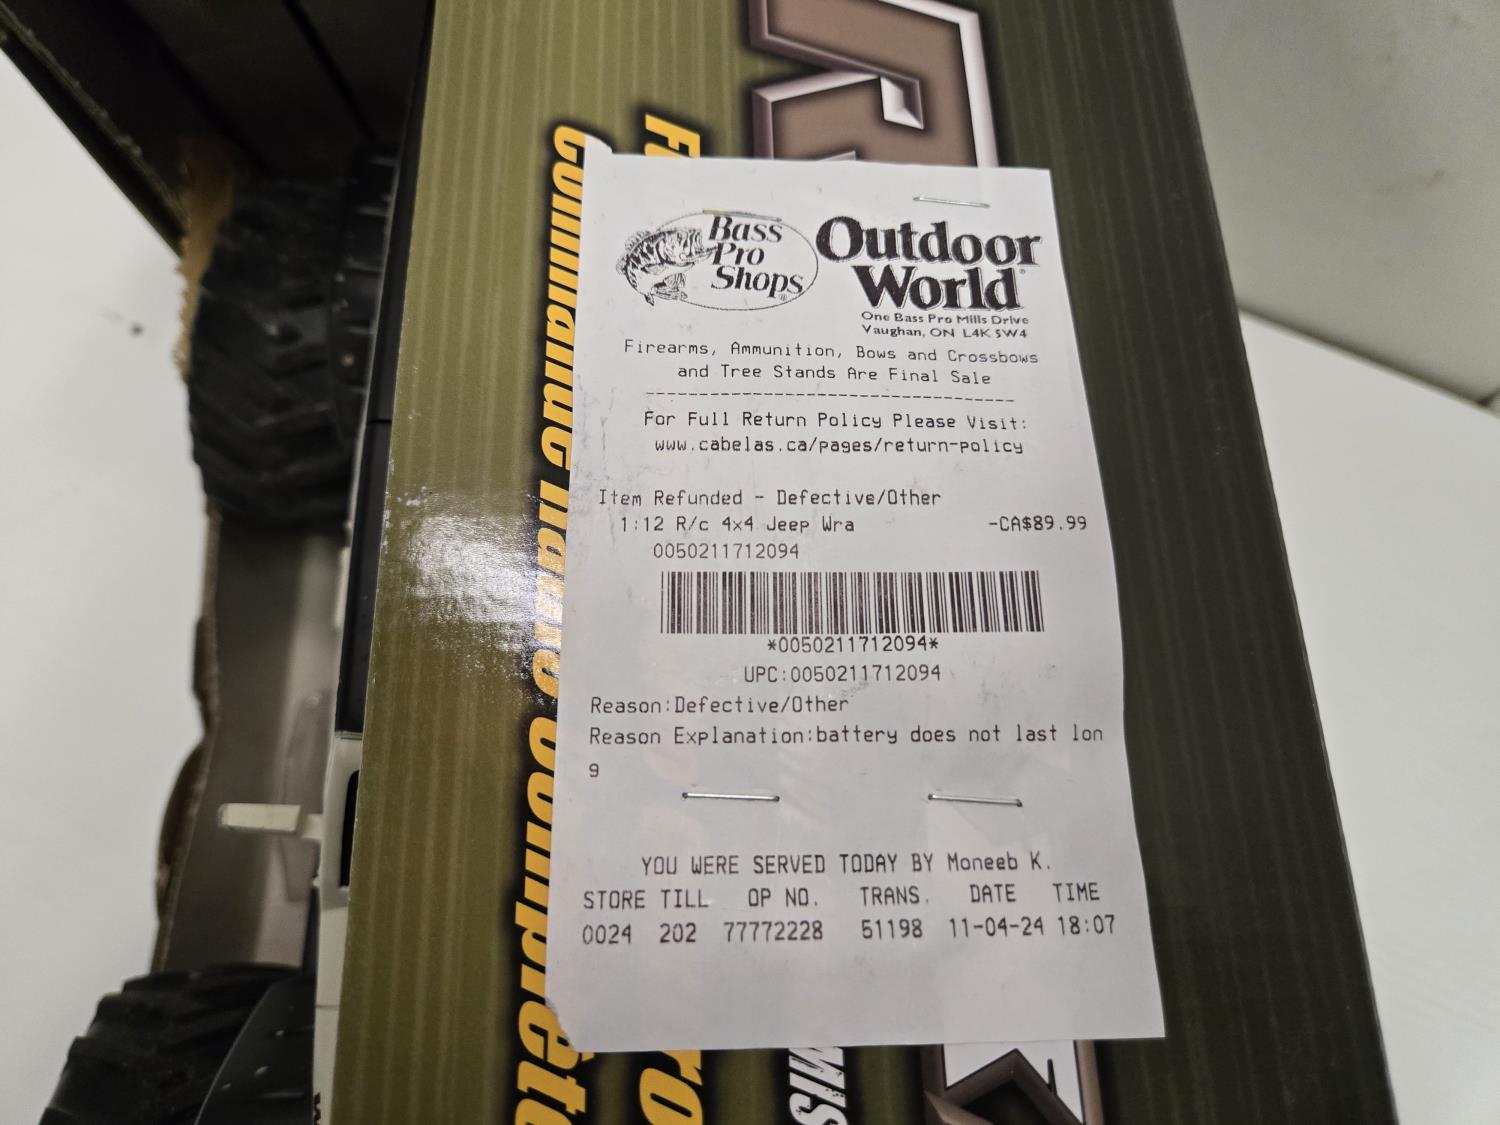 Bass
Pro
Shops
Outdoor
World
One Bass Pro Mills Drive
Vaughan, ON L4K 5W4
Firearms, Ammunition, Bows and Crossbows
and Tree Stands Are Final Sale
For Full Return Policy Please Visit:
www.cabelas.ca/pages/return-policy
Item Refunded - Defective/Other
1:12 R/c 4x4 Jeep Wra -CA$89.99
0050211712094
*0050211712094*
UPC:0050211712094
Reason:Defective/Other
Reason Explanation:battery does not last lon
g
YOU WERE SERVED TODAY BY Moneeb K.
STORE TILL OP NO. TRANS. DATE TIME
0024 202 77772228 51198 11-04-24 18:07